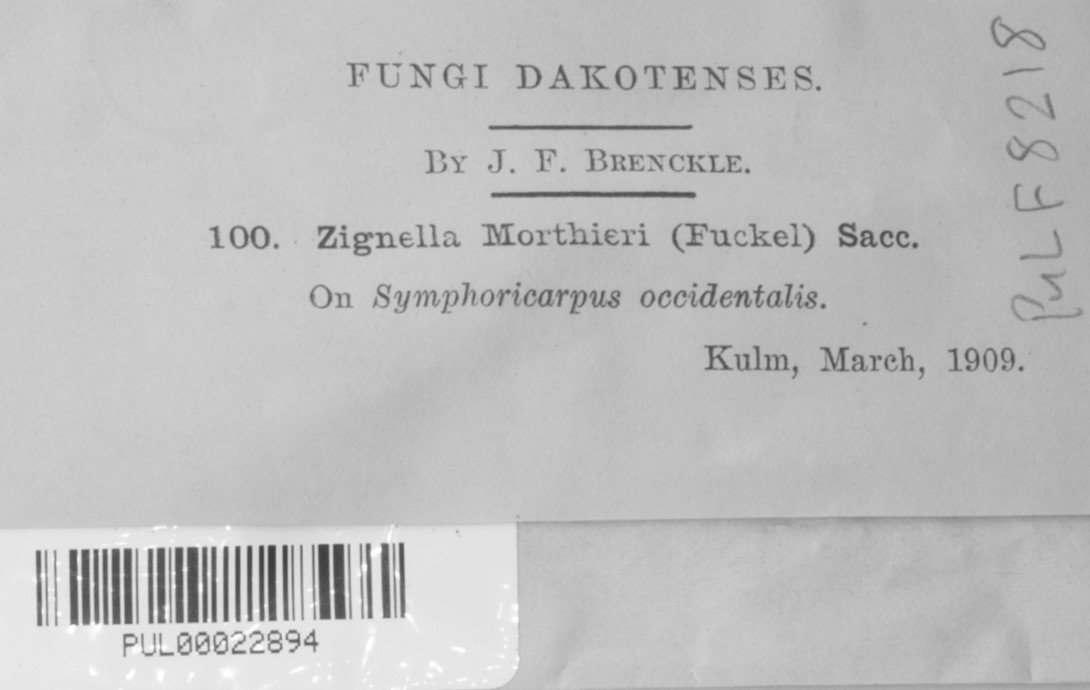 FUNGI DAKOTENSES.
BY J. F. BRENCKLE.
100. Zignella Morthieri (Fuckel) Sacc.
On Symphoricarpus occidentalis.
Kulm, March, 1909.
PUL F8218
PUL00022894